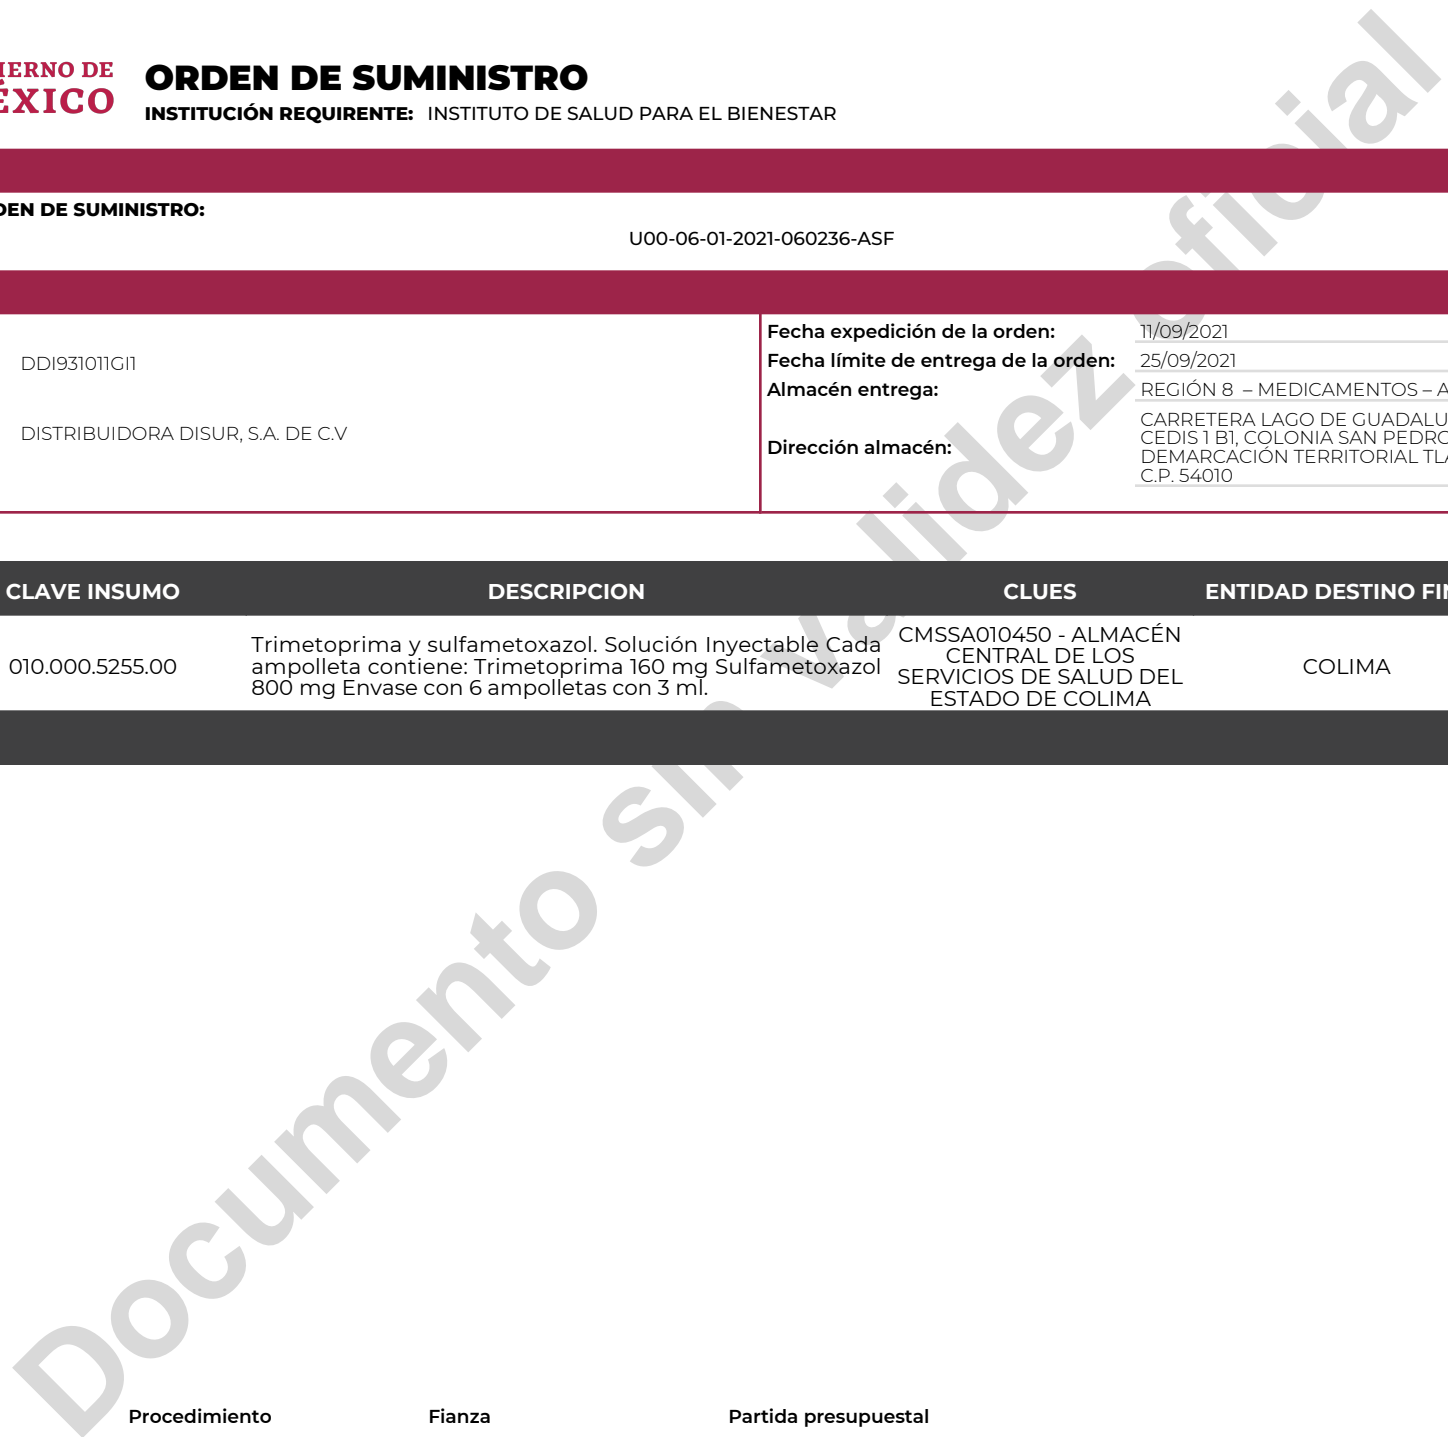 IERNO DE
ÉXICO
ORDEN DE SUMINISTRO
INSTITUCIÓN REQUIRENTE: INSTITUTO DE SALUD PARA EL BIENESTAR
DEN DE SUMINISTRO:
U00-06-01-2021-060236-ASF
DDI931011GI1
DISTRIBUIDORA DISUR, S.A. DE C.V
Fecha expedición de la orden: 11/09/2021
Fecha límite de entrega de la orden: 25/09/2021
Almacén entrega: REGIÓN 8 – MEDICAMENTOS – A
Dirección almacén:
CARRETERA LAGO DE GUADALU
CEDIS 1 B1, COLONIA SAN PEDRO
DEMARCACIÓN TERRITORIAL TLA
C.P. 54010
CLAVE INSUMO DESCRIPCION CLUES ENTIDAD DESTINO FIN
010.000.5255.00
Trimetoprima y sulfametoxazol. Solución Inyectable Cada
ampolleta contiene: Trimetoprima 160 mg Sulfametoxazol
800 mg Envase con 6 ampolletas con 3 ml.
CMSSA010450 - ALMACÉN
CENTRAL DE LOS
SERVICIOS DE SALUD DEL
ESTADO DE COLIMA
COLIMA
Documento sin validez oficial
Procedimiento Fianza Partida presupuestal